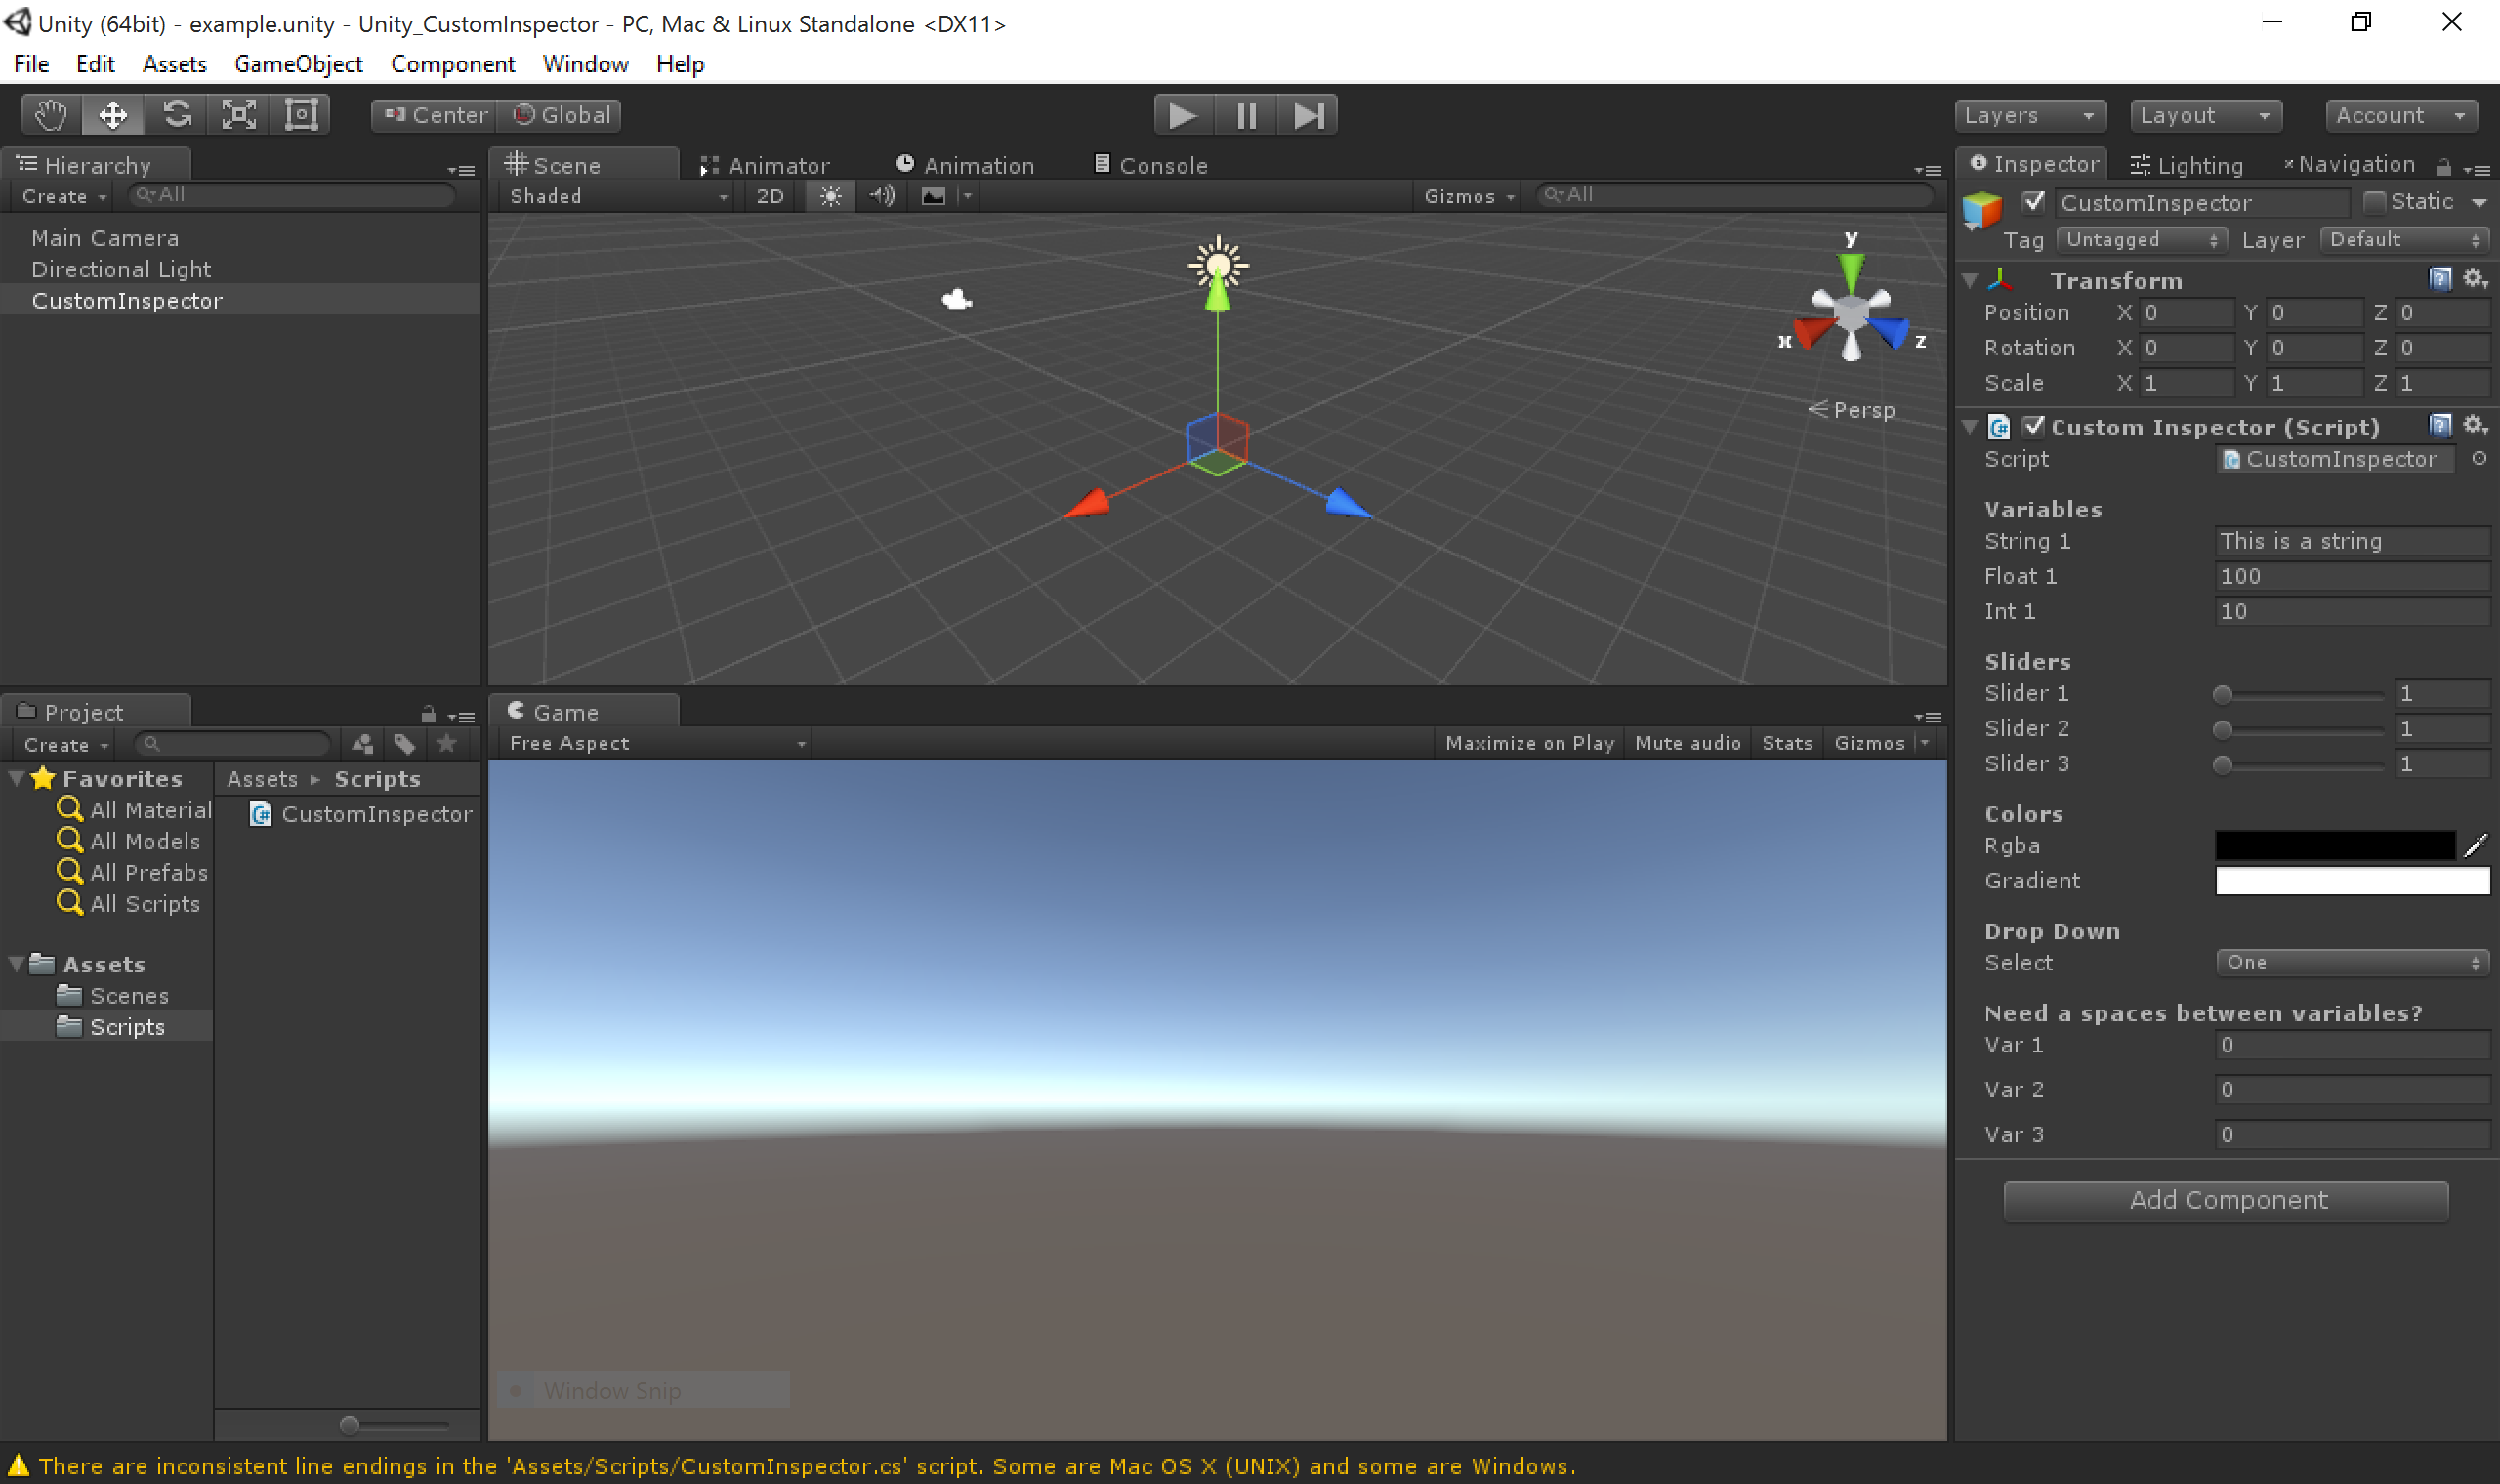 Unity (64bit) - example.unity - Unity_CustomInspector - PC, Mac & Linux Standalone <DX11>
File Edit Assets GameObject Component Window Help
Center Global Layers Layout Account
Hierarchy
Create All
Main Camera
Directional Light
CustomInspector
Scene Animator Animation Console
Shaded 2D Gizmos All
y
x z
Persp
Project
Create
Favorites
All Material
All Models
All Prefabs
All Scripts
Assets
Scenes
Scripts
Assets Scripts
CustomInspector
Game
Free Aspect Maximize on Play Mute audio Stats Gizmos
Window Snip
Inspector Lighting Navigation
CustomInspector Static
Tag Untagged Layer Default
Transform
Position X 0 Y 0 Z 0
Rotation X 0 Y 0 Z 0
Scale X 1 Y 1 Z 1
Custom Inspector (Script)
Script CustomInspector
Variables
String 1 This is a string
Float 1 100
Int 1 10
Sliders
Slider 1 1
Slider 2 1
Slider 3 1
Colors
Rgba
Gradient
Drop Down
Select One
Need a spaces between variables?
Var 1 0
Var 2 0
Var 3 0
Add Component
There are inconsistent line endings in the 'Assets/Scripts/CustomInspector.cs' script. Some are Mac OS X (UNIX) and some are Windows.